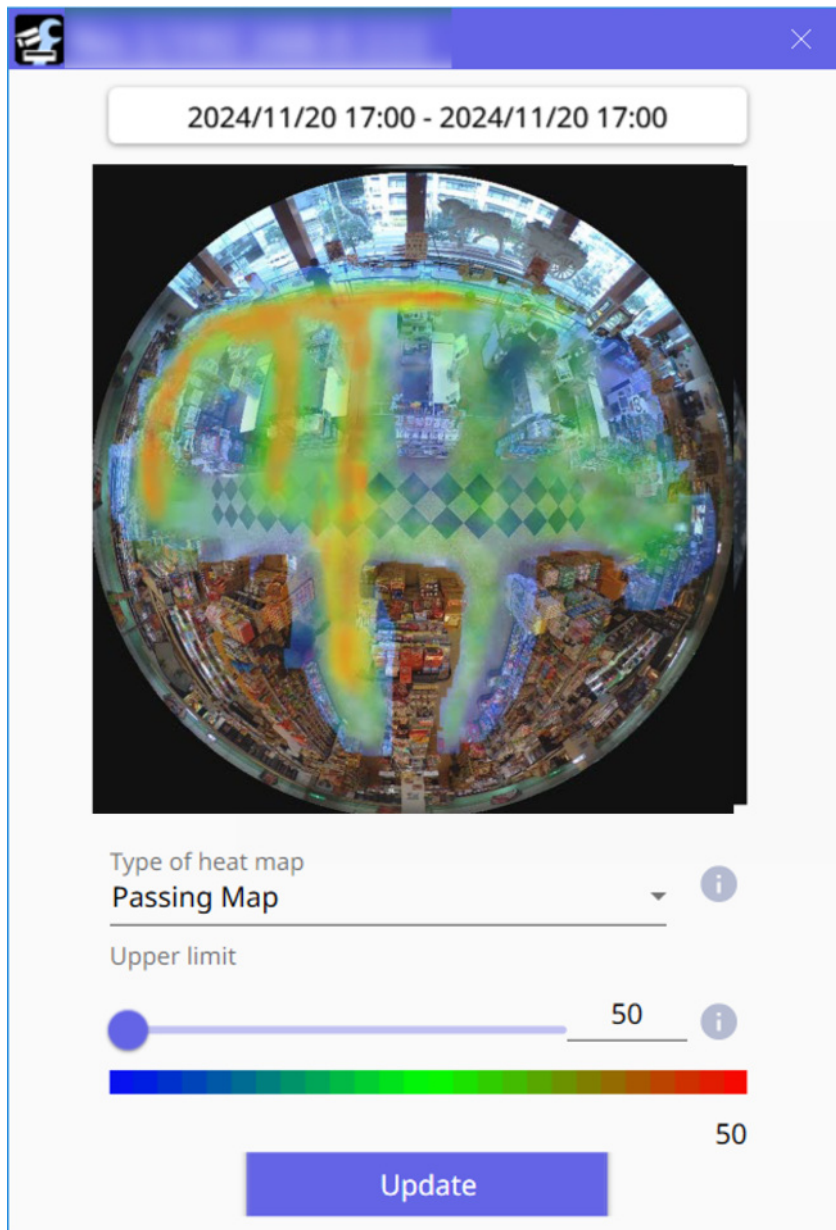 2024/11/20 17:00 - 2024/11/20 17:00
Type of heat map
Passing Map
Upper limit
50
50
Update